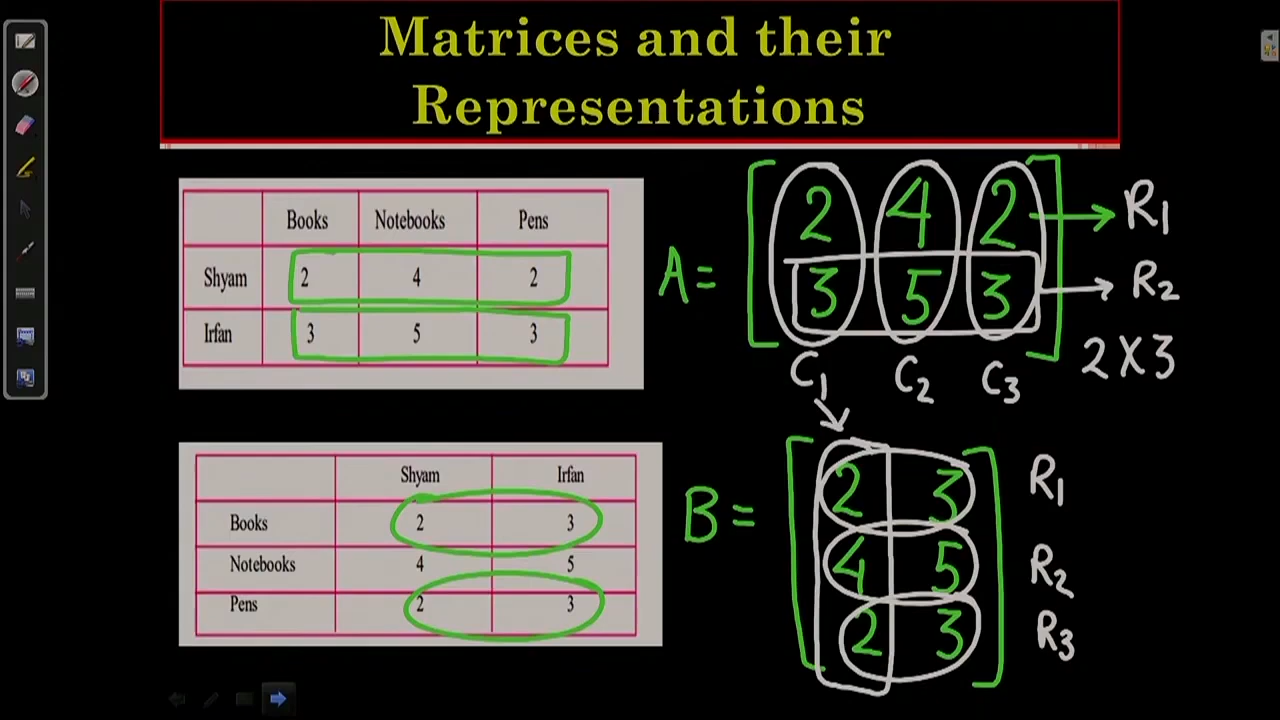 Matrices and their
Representations
Books Notebooks Pens
Shyam 2 4 2
Irfan 3 5 3
A = [ 2 4 2 → R1
3 5 3 ] → R2
2 X 3
C1 C2 C3
Shyam Irfan
Books 2 3
Notebooks 4 5
Pens 2 3
B = [ 2 3 R1
4 5 R2
2 3 ] R3